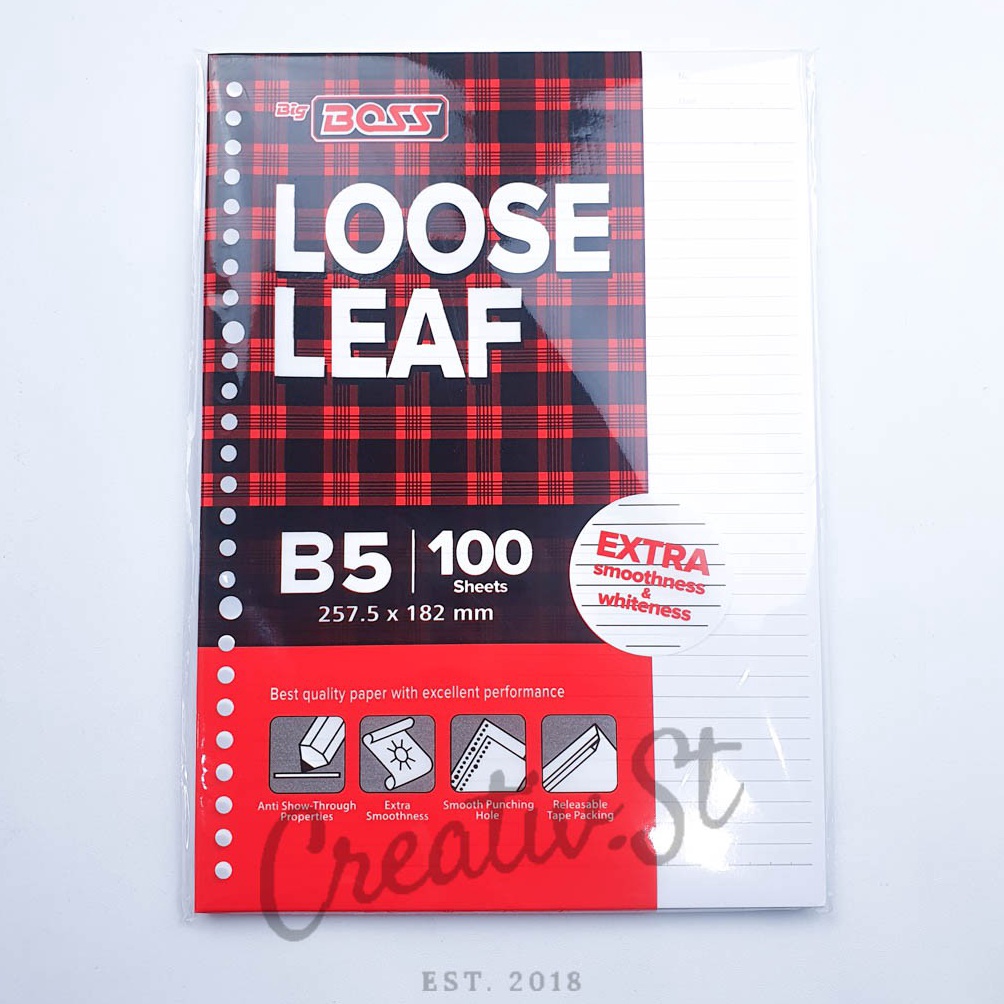 Big BOSS
LOOSE
LEAF
B5 | 100
Sheets
257.5 x 182 mm
EXTRA
smoothness
&
whiteness
Best quality paper with excellent performance
Anti Show-Through
Properties
Extra
Smoothness
Smooth Punching
Hole
Releasable
Tape Packing
Creativ.St
EST. 2018